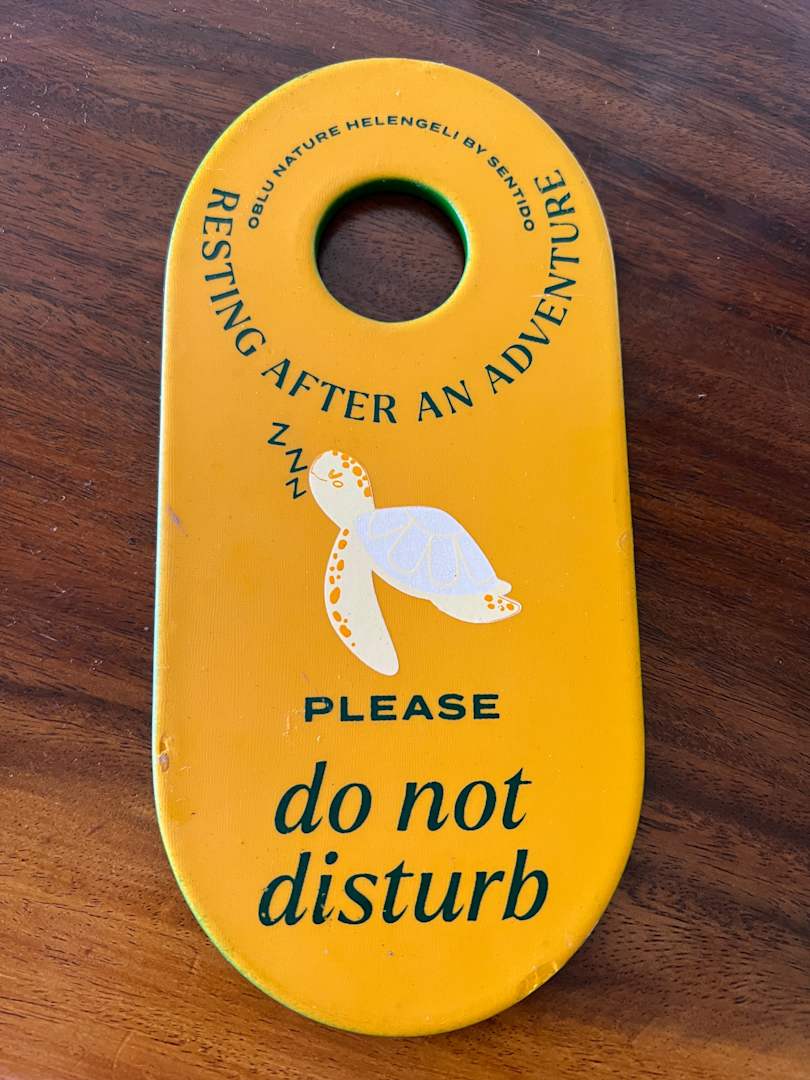 OBLU NATURE HELENGELI BY SENTIDO
RESTING AFTER AN ADVENTURE
Z
Z
Z
PLEASE
do not
disturb